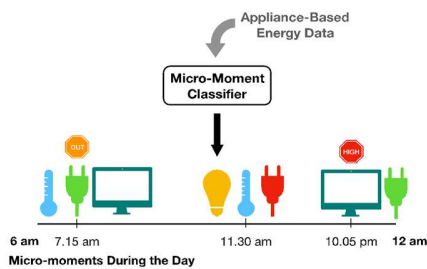 Appliance-Based
Energy Data
Micro-Moment
Classifier
OUT
HIGH
6 am 7.15 am 11.30 am 10.05 pm 12 am
Micro-moments During the Day